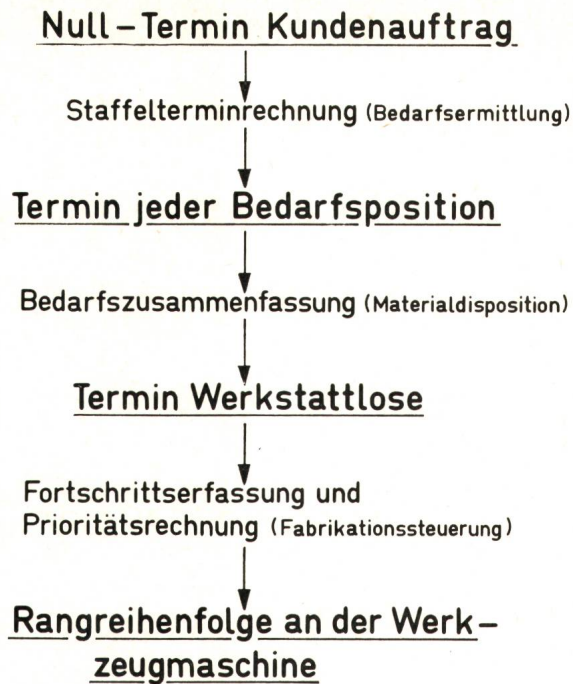 Null – Termin Kundenauftrag
Staffelterminrechnung (Bedarfsermittlung)
Termin jeder Bedarfsposition
Bedarfszusammenfassung (Materialdisposition)
Termin Werkstattlose
Fortschrittserfassung und
Prioritätsrechnung (Fabrikationssteuerung)
Rangreihenfolge an der Werk–
zeugmaschine